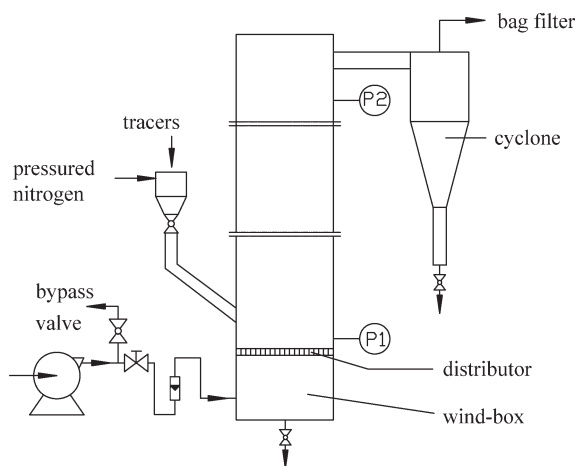 bag filter
P2
tracers
cyclone
pressured
nitrogen
bypass
valve
P1
distributor
wind-box